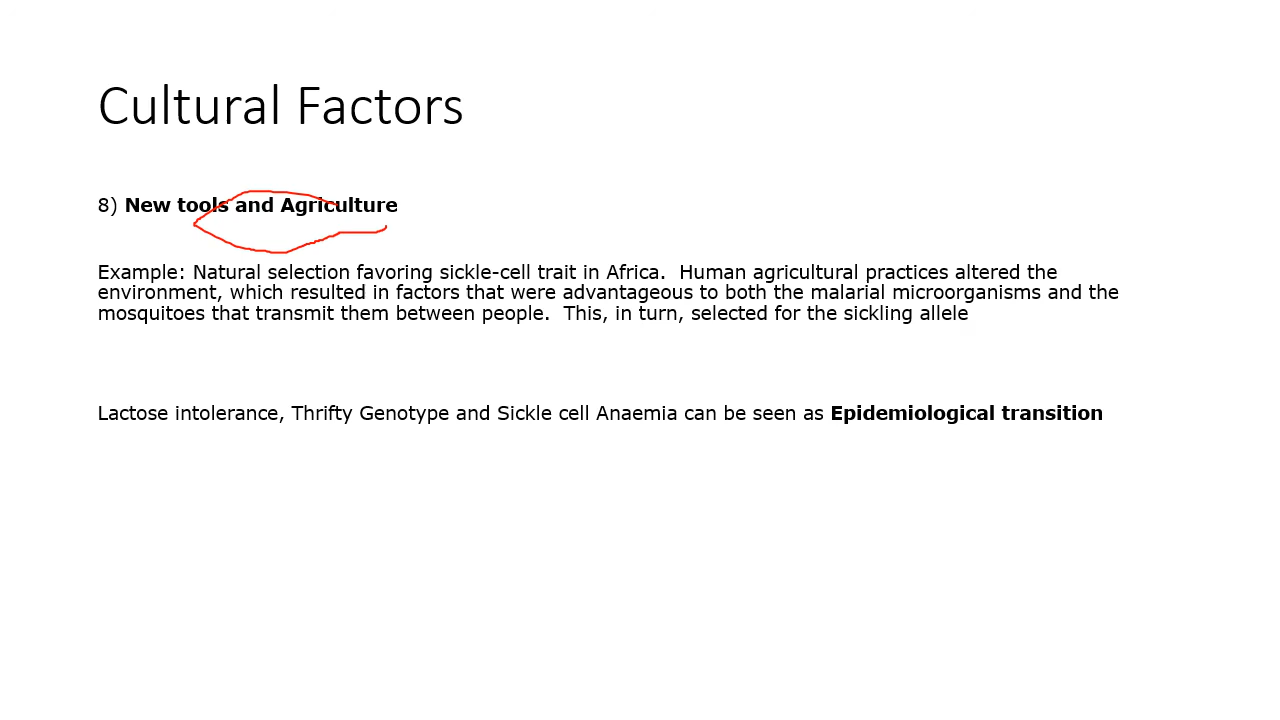 Cultural Factors
8) New tools and Agriculture
Example: Natural selection favoring sickle-cell trait in Africa.  Human agricultural practices altered the
environment, which resulted in factors that were advantageous to both the malarial microorganisms and the
mosquitoes that transmit them between people.  This, in turn, selected for the sickling allele
Lactose intolerance, Thrifty Genotype and Sickle cell Anaemia can be seen as Epidemiological transition